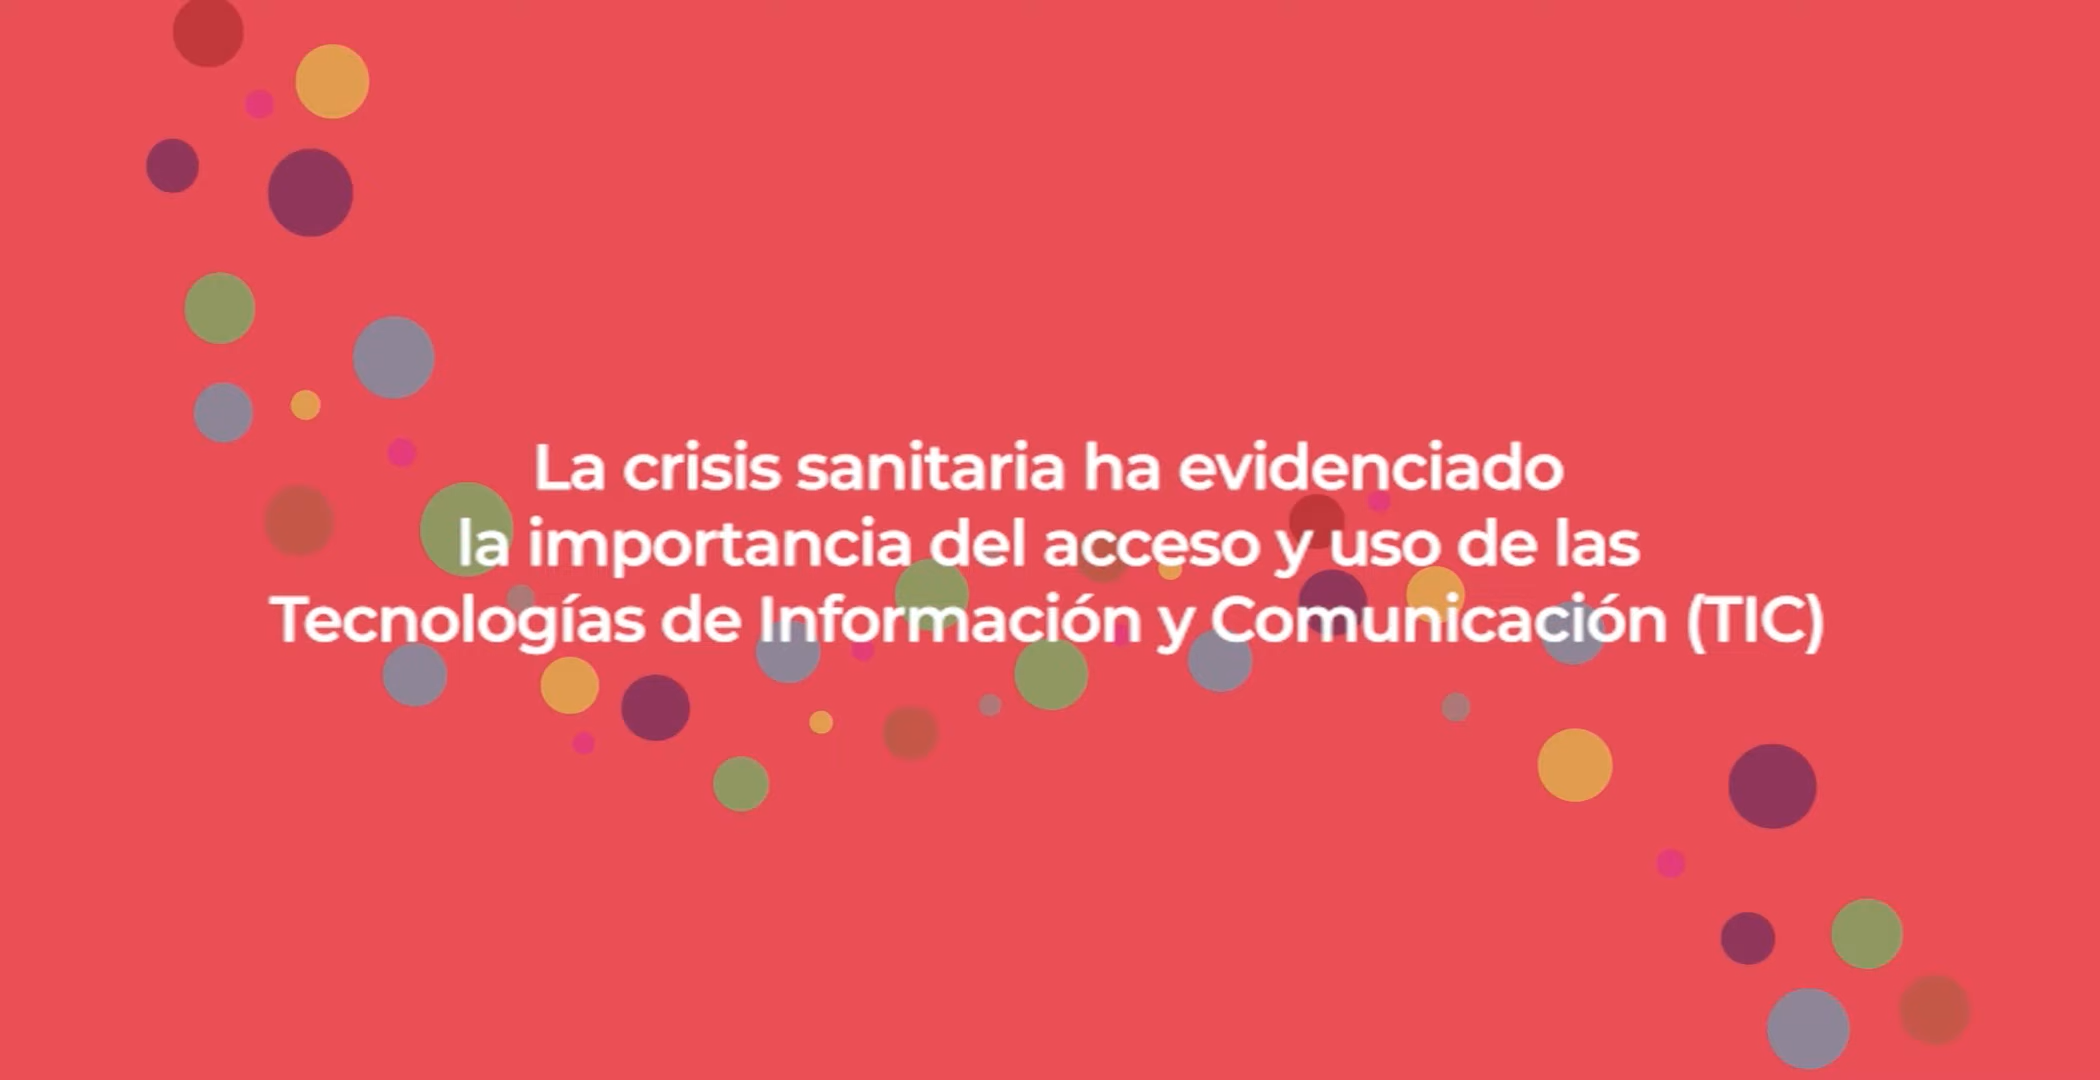 La crisis sanitaria ha evidenciado
la importancia del acceso y uso de las
Tecnologías de Información y Comunicación (TIC)